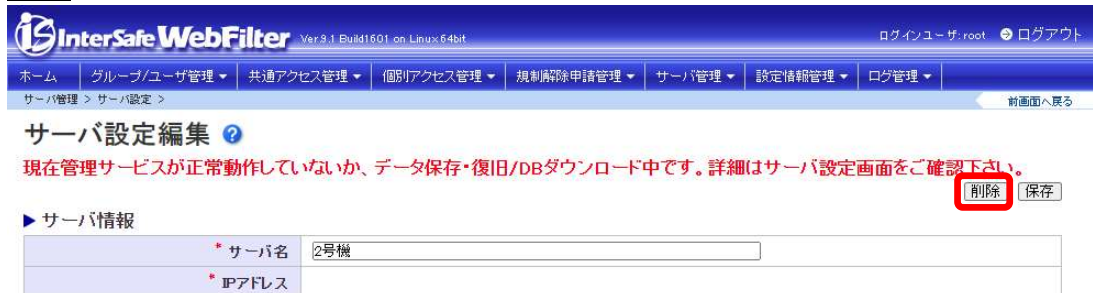 InterSafe WebFilter Ver.9.1 Build1601 on Linux64bit ログインユーザ:root ログアウト
ホーム グループ/ユーザ管理▼ 共通アクセス管理▼ 個別アクセス管理▼ 規制解除申請管理▼ サーバ管理▼ 設定情報管理▼ ログ管理▼
サーバ管理 > サーバ設定 > 前画面へ戻る
サーバ設定編集 ?
現在管理サービスが正常動作していないか、データ保存・復旧/DBダウンロード中です。詳細はサーバ設定画面をご確認下さい。
削除 保存
▶ サーバ情報
* サーバ名 2号機
* IPアドレス